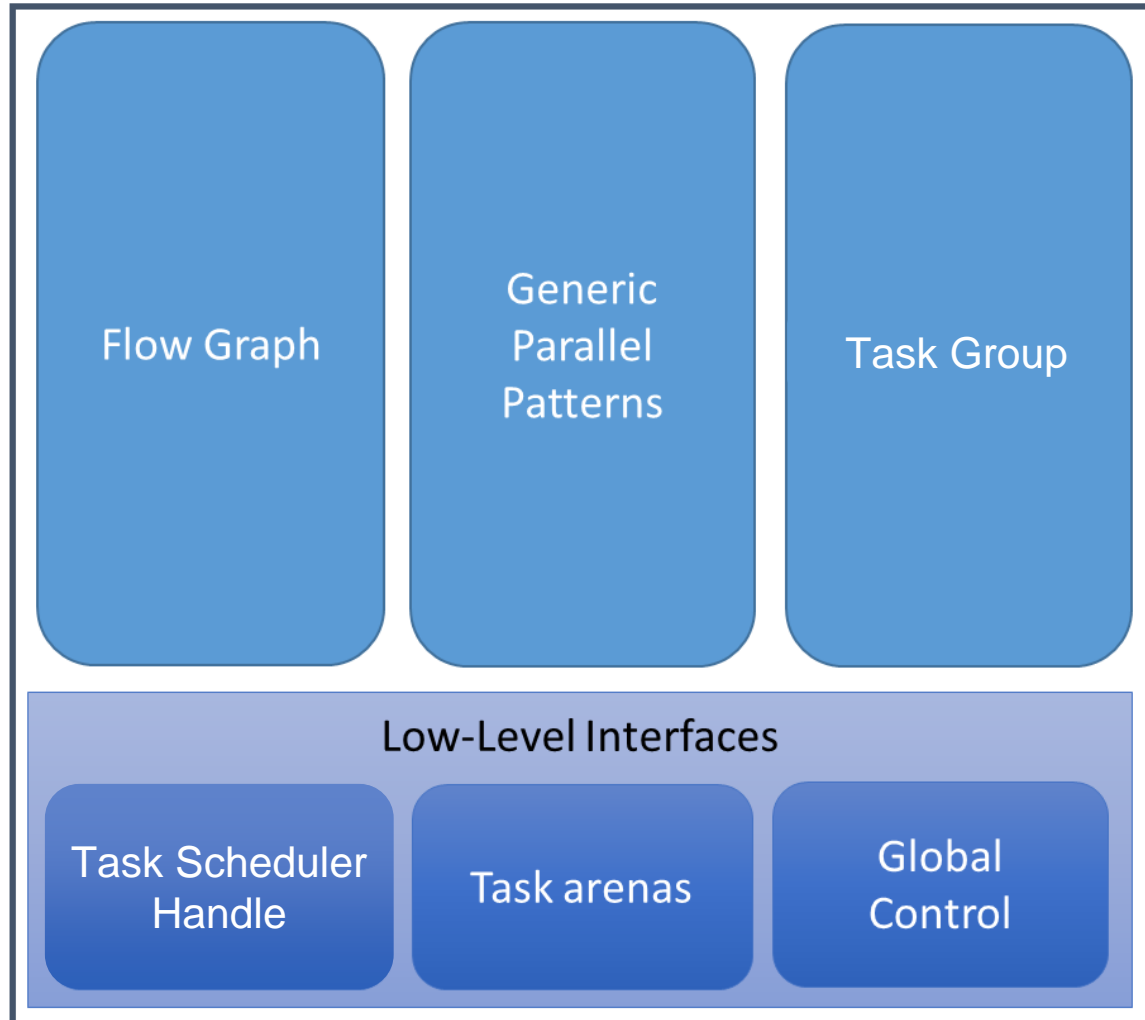 Flow Graph
Generic
Parallel
Patterns
Task Group
Low-Level Interfaces
Task Scheduler
Handle
Task arenas
Global
Control